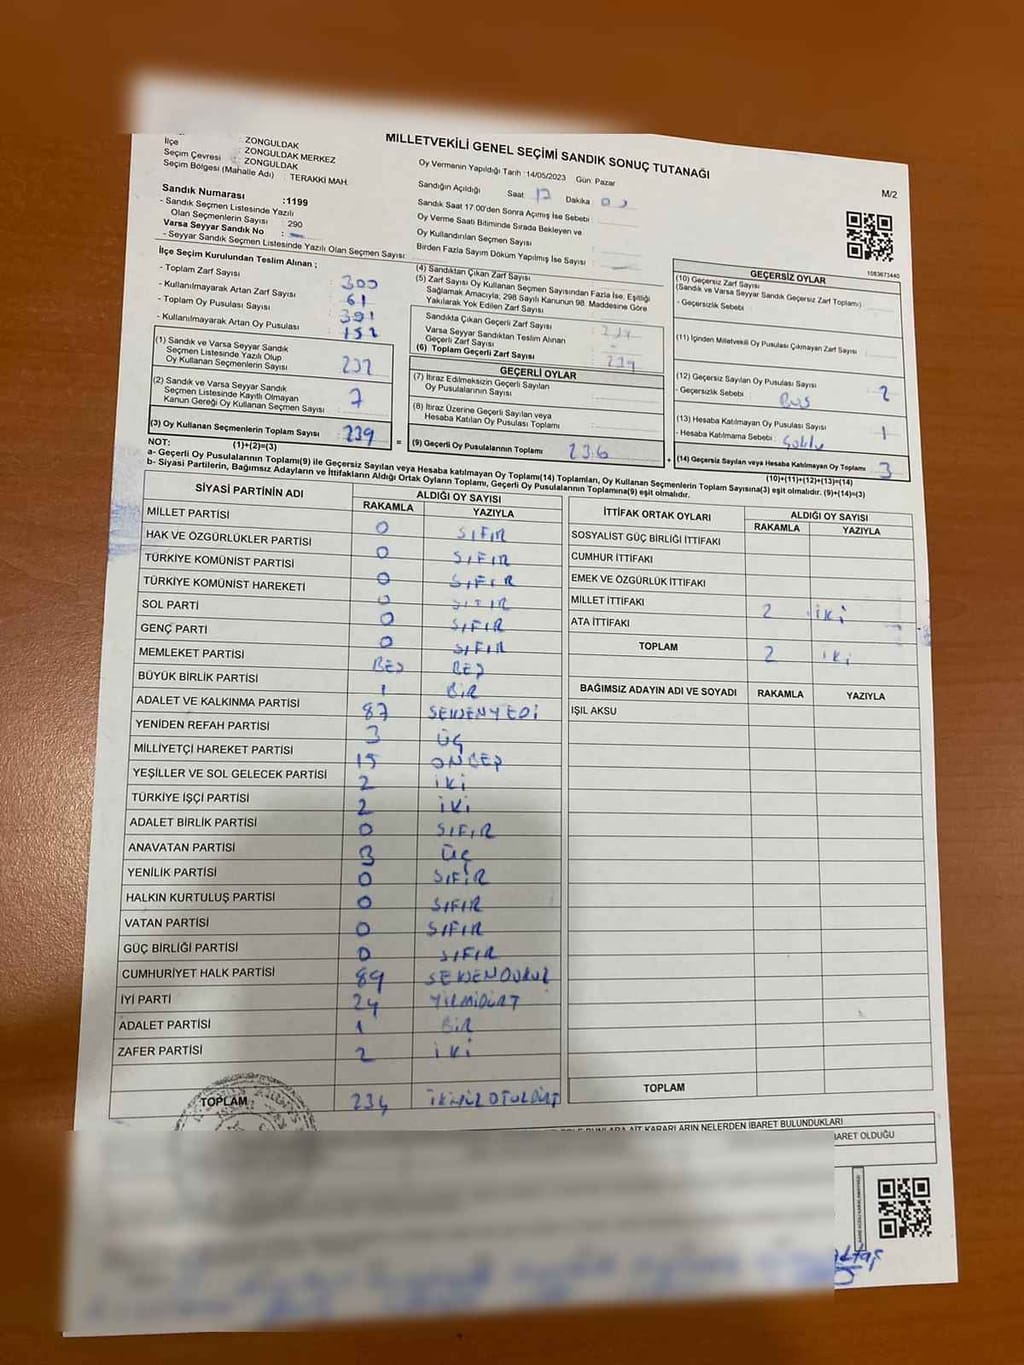 MİLLETVEKİLİ GENEL SEÇİMİ SANDIK SONUÇ TUTANAĞI
M/2
: ZONGULDAK
İlçe : ZONGULDAK MERKEZ
Seçim Çevresi : ZONGULDAK
Seçim Bölgesi (Mahalle Adı) : TERAKKİ MAH.
Sandık Numarası : 1199
- Sandık Seçmen Listesinde Yazılı
Olan Seçmenlerin Sayısı : 290
Varsa Seyyar Sandık No :
- Seyyar Sandık Seçmen Listesinde Yazılı Olan Seçmen Sayısı:
Oy Vermenin Yapıldığı Tarih : 14/05/2023 Gün: Pazar
Sandığın Açıldığı Saat 17 Dakika 00
Sandık Saat 17 00'den Sonra Açımış İse Sebebi :
Oy Verme Saati Bitiminde Sırada Bekleyen ve
Oy Kullandırılan Seçmen Sayısı :
Birden Fazla Sayım Döküm Yapılmış İse Sayısı :
İlçe Seçim Kurulundan Teslim Alınan ;
- Toplam Zarf Sayısı : 300
- Kullanılmayarak Artan Zarf Sayısı : 61
- Toplam Oy Pusulası Sayısı : 391
- Kullanılmayarak Artan Oy Pusulası : 152
(1) Sandık ve Varsa Seyyar Sandık
Seçmen Listesinde Yazılı Olup
Oy Kullanan Seçmenlerin Sayısı : 232
(2) Sandık ve Varsa Seyyar Sandık
Seçmen Listesinde Kayıtlı Olmayan
Kanun Gereği Oy Kullanan Seçmen Sayısı : 7
(3) Oy Kullanan Seçmenlerin Toplam Sayısı : 239
(4) Sandıktan Çıkan Zarf Sayısı
(5) Zarf Sayısı Oy Kullanan Seçmen Sayısından Fazla İse, Eşitliği
Sağlamak Amacıyla; 298 Sayılı Kanunun 98. Maddesine Göre
Yakılarak Yok Edilen Zarf Sayısı :
Sandıkta Çıkan Geçerli Zarf Sayısı : 239
Varsa Seyyar Sandıktan Teslim Alınan
Geçerli Zarf Sayısı : -
(6) Toplam Geçerli Zarf Sayısı : 239
GEÇERLİ OYLAR
(7) İtiraz Edilmeksizin Geçerli Sayılan
Oy Pusulalarının Sayısı :
(8) İtiraz Üzerine Geçerli Sayılan veya
Hesaba Katılan Oy Pusulası Toplamı :
= (9) Geçerli Oy Pusulalarının Toplamı : 236
1083673440
GEÇERSİZ OYLAR
(10) Geçersiz Zarf Sayısı
(Sandık ve Varsa Seyyar Sandık Geçersiz Zarf Toplamı)
- Geçersizlik Sebebi :
(11) İçinden Milletvekili Oy Pusulası Çıkmayan Zarf Sayısı :
(12) Geçersiz Sayılan Oy Pusulası Sayısı : 2
- Geçersizlik Sebebi : Boş
(13) Hesaba Katılmayan Oy Pusulası Sayısı : 1
- Hesaba Katılmama Sebebi :
+ (14) Geçersiz Sayılan veya Hesaba Katılmayan Oy Toplamı : 3
NOT: (1)+(2)=(3) (10)+(11)+(12)+(13)=(14)
a- Geçerli Oy Pusulalarının Toplamı(9) ile Geçersiz Sayılan veya Hesaba katılmayan Oy Toplamı(14) Toplamları, Oy Kullanan Seçmenlerin Toplam Sayısına(3) eşit olmalıdır. (9)+(14)=(3)
b- Siyasi Partilerin, Bağımsız Adayların ve İttifakların Aldığı Ortak Oyların Toplamı, Geçerli Oy Pusulalarının Toplamına(9) eşit olmalıdır.
SİYASİ PARTİNİN ADI ALDIĞI OY SAYISI
RAKAMLA YAZIYLA
MİLLET PARTİSİ 0 SIFIR
HAK VE ÖZGÜRLÜKLER PARTİSİ 0 SIFIR
TÜRKİYE KOMÜNİST PARTİSİ 0 SIFIR
TÜRKİYE KOMÜNİST HAREKETİ 0 SIFIR
SOL PARTİ 0 SIFIR
GENÇ PARTİ 0 SIFIR
MEMLEKET PARTİSİ BEŞ BEŞ
BÜYÜK BİRLİK PARTİSİ 1 BİR
ADALET VE KALKINMA PARTİSİ 87 SEKSENYEDİ
YENİDEN REFAH PARTİSİ 3 ÜÇ
MİLLİYETÇİ HAREKET PARTİSİ 15 ONBEŞ
YEŞİLLER VE SOL GELECEK PARTİSİ 2 İKİ
TÜRKİYE İŞÇİ PARTİSİ 2 İKİ
ADALET BİRLİK PARTİSİ 0 SIFIR
ANAVATAN PARTİSİ 3 ÜÇ
YENİLİK PARTİSİ 0 SIFIR
HALKIN KURTULUŞ PARTİSİ 0 SIFIR
VATAN PARTİSİ 0 SIFIR
GÜÇ BİRLİĞİ PARTİSİ 0 SIFIR
CUMHURİYET HALK PARTİSİ 89 SEKSENDOKUZ
İYİ PARTİ 24 YİRMİDÖRT
ADALET PARTİSİ 1 BİR
ZAFER PARTİSİ 2 İKİ
TOPLAM 234 İKİYÜZOTUZDÖRT
İTTİFAK ORTAK OYLARI ALDIĞI OY SAYISI
RAKAMLA YAZIYLA
SOSYALİST GÜÇ BİRLİĞİ İTTİFAKI
CUMHUR İTTİFAKI
EMEK VE ÖZGÜRLÜK İTTİFAKI
MİLLET İTTİFAKI 2 İKİ
ATA İTTİFAKI
TOPLAM 2 İKİ
BAĞIMSIZ ADAYIN ADI VE SOYADI RAKAMLA YAZIYLA
IŞIL AKSU
TOPLAM
KARARLARIN NELERDEN İBARET BULUNDUKLARI
BARET OLDUĞU